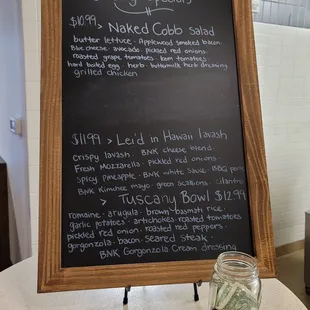 $10.99 > Naked Cobb Salad
butter lettuce. Applewood smoked bacon.
Blue cheese. avocado. pickled red onions.
roasted grape tomatoes. kom tomatoes.
hard boiled egg. herb. buttermilk herb dressing
grilled chicken
$11.99 > Lei'd in Hawaii lavash
crispy lavash. BNK cheese blend.
Fresh Mozzarella. pickled red onions.
Spicy pineapple. BNK white Sauce. BBQ
BNK Kimchee mayo. green scallions. cilantro
> Tuscany Bowl $12.99
romaine. arugula. brown basmati rice.
garlic potatoes. artichokes. roasted tomatoes
pickled red onion. roasted red peppers.
gorgonzola. bacon. seared steak.
BNK Gorgonzola Cream dressing